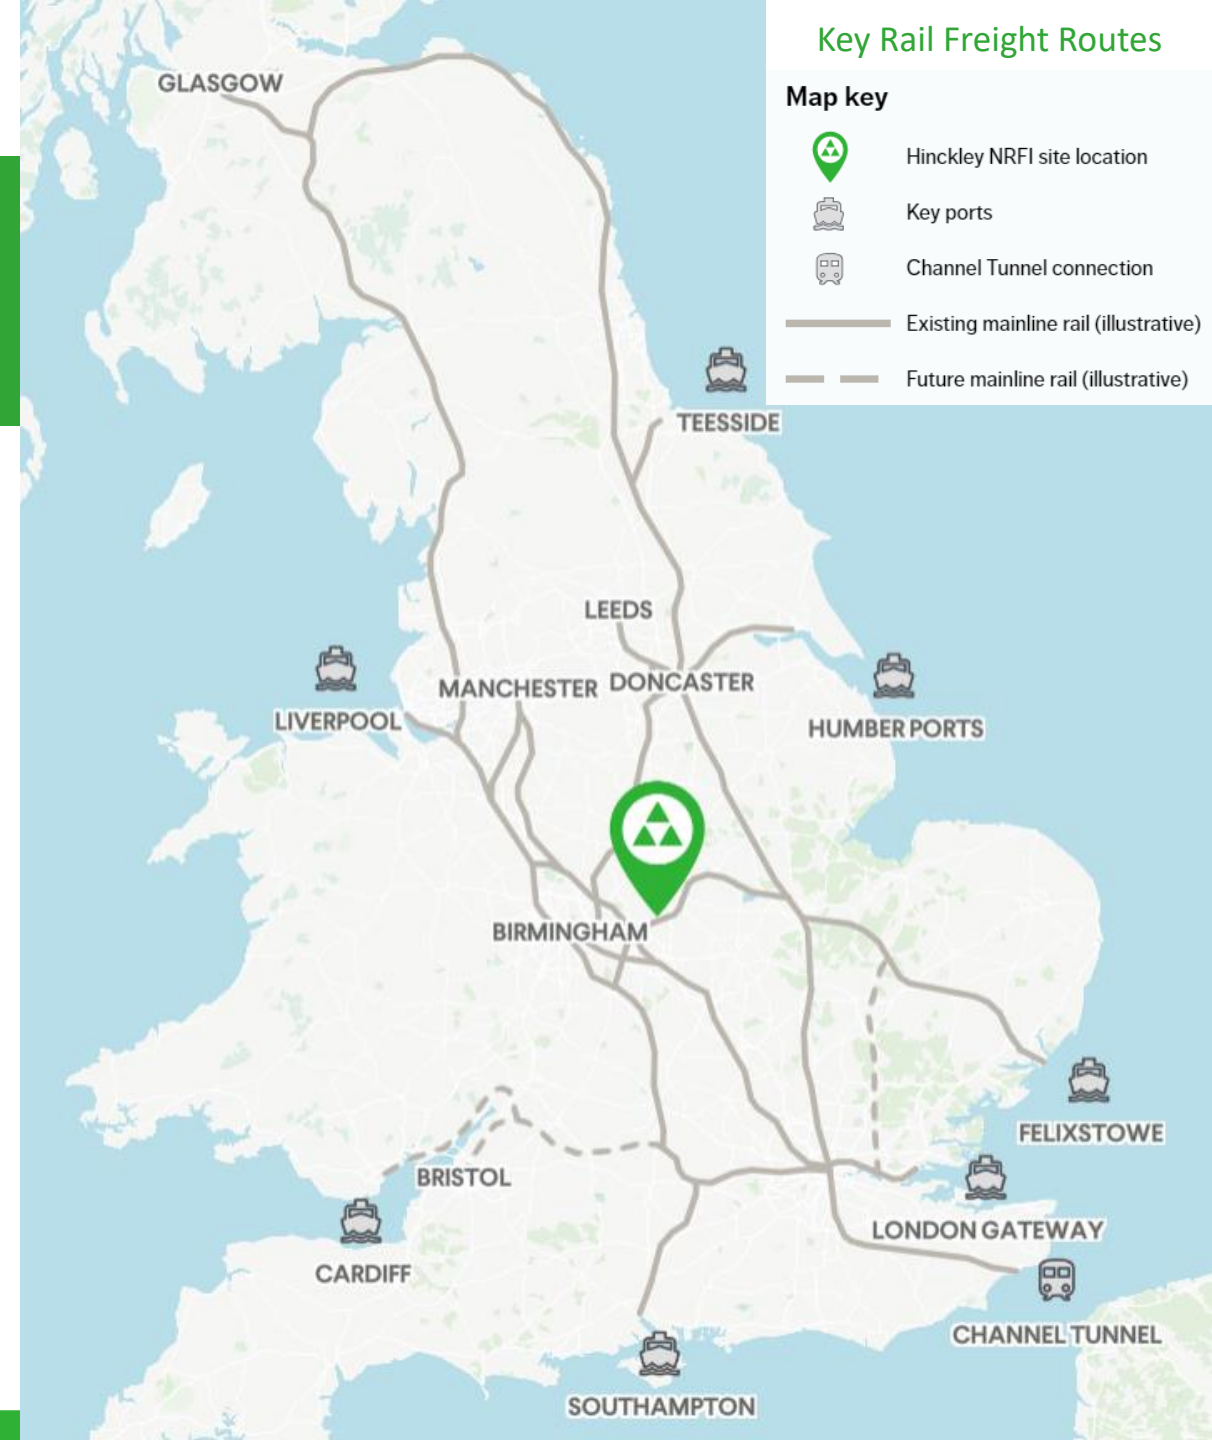 Key Rail Freight Routes
Map key
Hinckley NRFI site location
Key ports
Channel Tunnel connection
Existing mainline rail (illustrative)
Future mainline rail (illustrative)
GLASGOW
TEESSIDE
LEEDS
MANCHESTER
DONCASTER
LIVERPOOL
HUMBER PORTS
BIRMINGHAM
FELIXSTOWE
BRISTOL
LONDON GATEWAY
CARDIFF
CHANNEL TUNNEL
SOUTHAMPTON